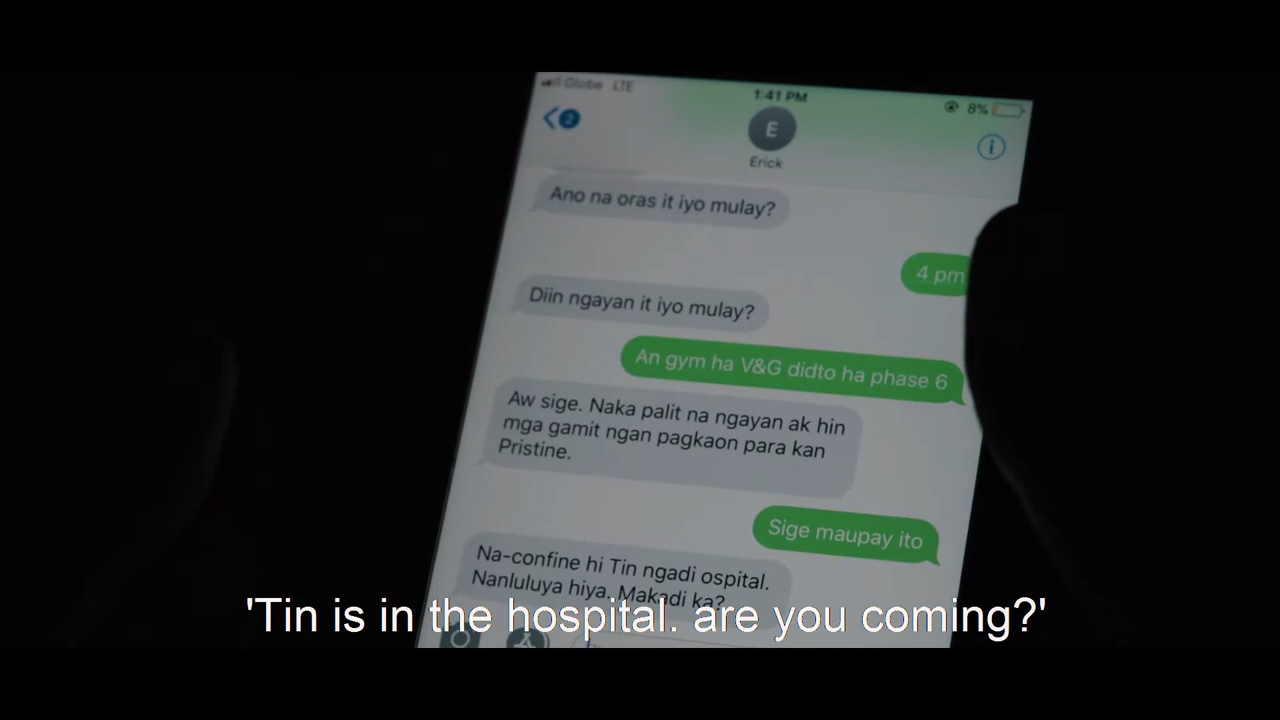 Globe LTE
1:41 PM
8%
2
E
Erick
Ano na oras it iyo mulay?
4 pm
Diin ngayan it iyo mulay?
An gym ha V&G didto ha phase 6
Aw sige. Naka palit na ngayan ak hin
mga gamit ngan pagkaon para kan
Pristine.
Sige maupay ito
Na-confine hi Tin ngadi ospital.
Nanluluya hiya. Makadi ka?
'Tin is in the hospital. are you coming?'